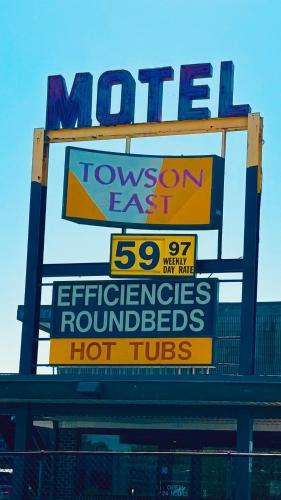 MOTEL
TOWSON
EAST
59 97
WEEKLY
DAY RATE
EFFICIENCIES
ROUNDBEDS
HOT TUBS